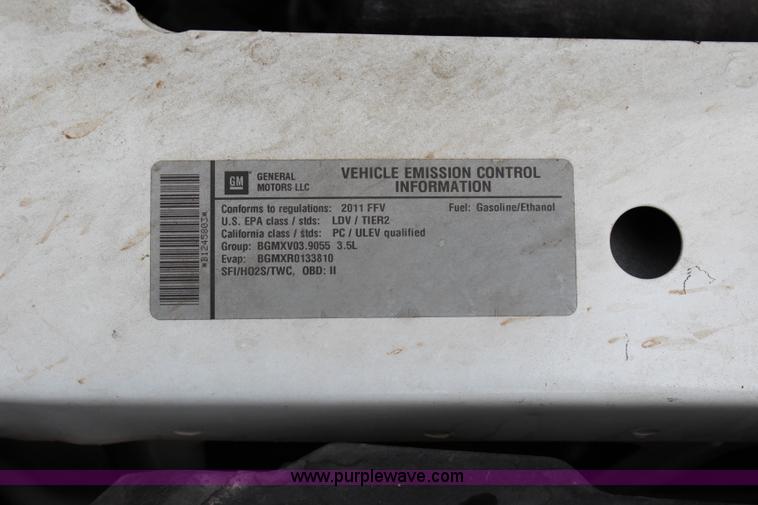 GM
GENERAL
MOTORS LLC
VEHICLE EMISSION CONTROL
INFORMATION
Conforms to regulations: 2011 FFV Fuel: Gasoline/Ethanol
U.S. EPA class / stds: LDV / TIER2
California class / stds: PC / ULEV qualified
Group: BGMXV03.9055 3.5L
Evap: BGMXR0133810
SFI/HO2S/TWC, OBD: II
*B1245803*
www.purplewave.com